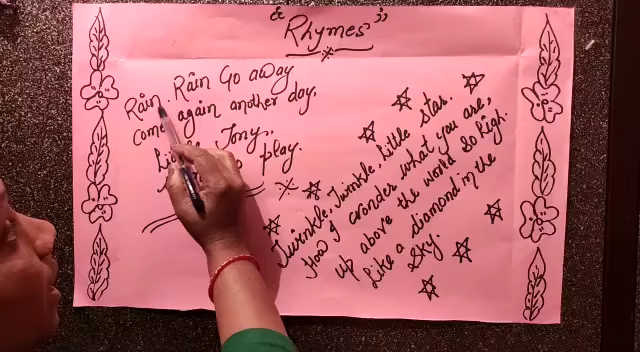 "Rhymes"
Rain. Rain Go away
Come again another day.
Little Tony,
play.
Twinkle, Twinkle, Little star.
How I wonder what you are,
Up above the world so high.
Like a diamond in the
Sky.